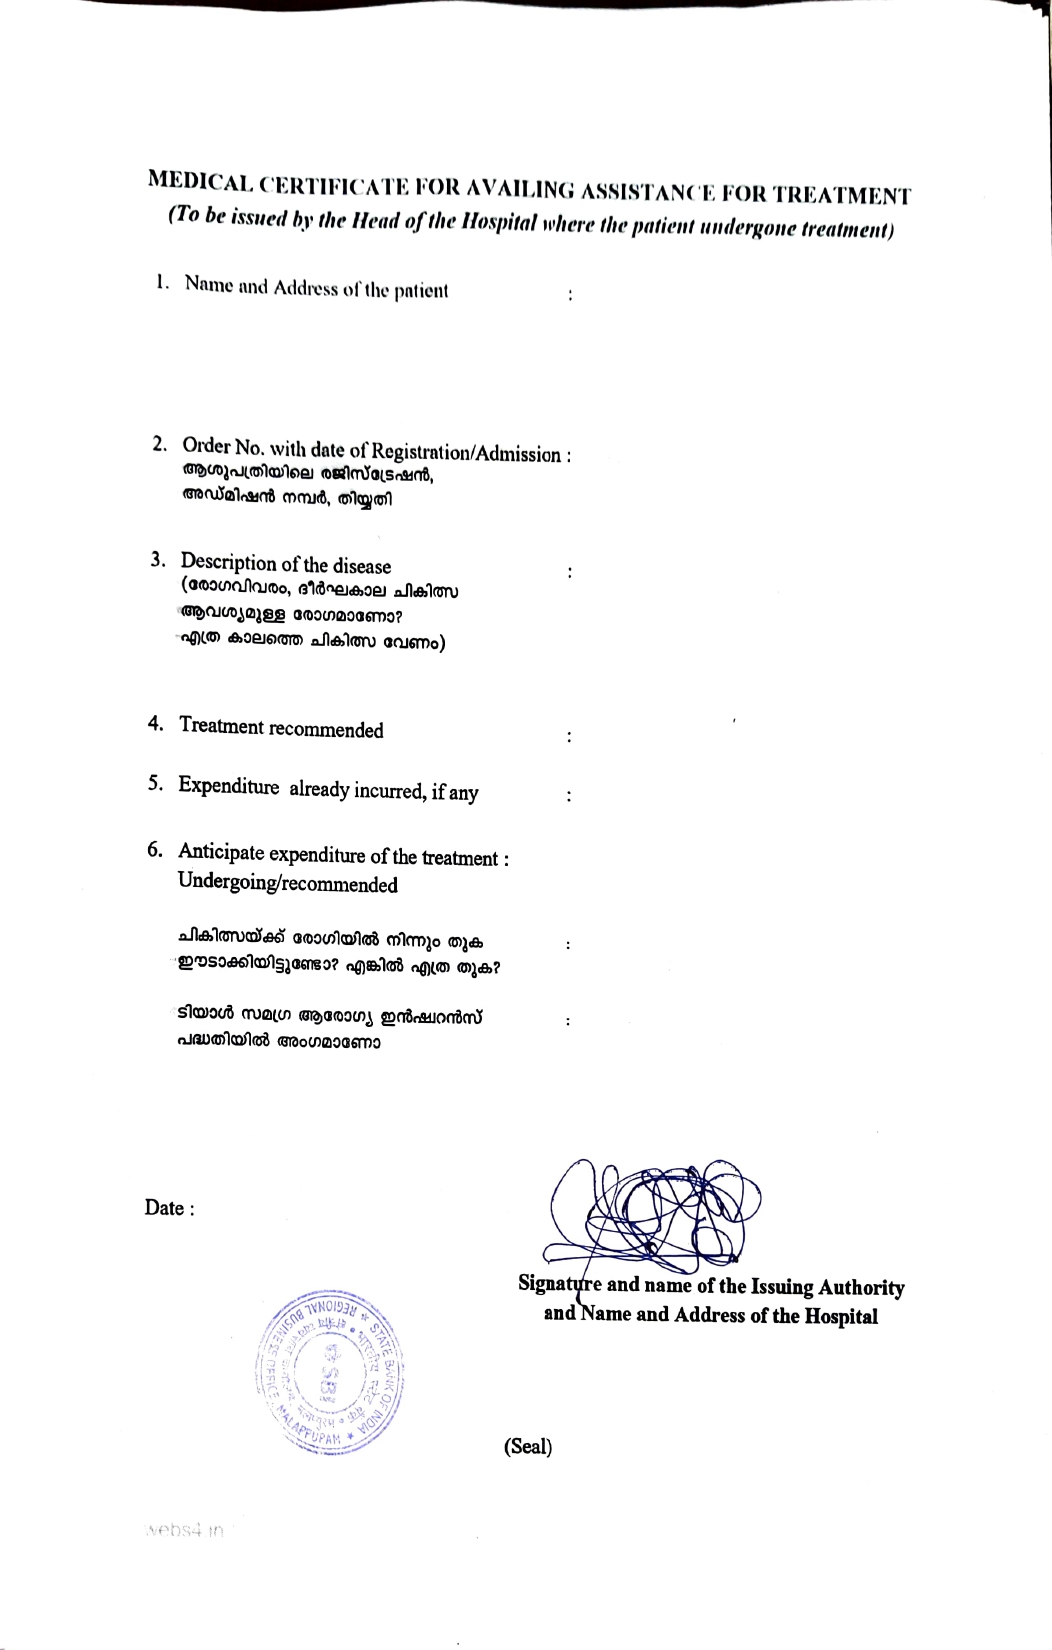 MEDICAL CERTIFICATE FOR AVAILING ASSISTANCE FOR TREATMENT
(To be issued by the Head of the Hospital where the patient undergone treatment)
1. Name and Address of the patient :
2. Order No. with date of Registration/Admission :
ആശുപത്രിയിലെ രജിസ്ട്രേഷൻ,
അഡ്മിഷൻ നമ്പർ, തിയ്യതി
3. Description of the disease :
(രോഗവിവരം, ദീർഘകാല ചികിത്സ
ആവശ്യമുള്ള രോഗമാണോ?
എത്ര കാലത്തെ ചികിത്സ വേണം)
4. Treatment recommended :
5. Expenditure already incurred, if any :
6. Anticipate expenditure of the treatment :
Undergoing/recommended
ചികിത്സയ്ക്ക് രോഗിയിൽ നിന്നും തുക :
ഈടാക്കിയിട്ടുണ്ടോ? എങ്കിൽ എത്ര തുക?
ടിയാൾ സമഗ്ര ആരോഗ്യ ഇൻഷുറൻസ് :
പദ്ധതിയിൽ അംഗമാണോ
Date :
Signature and name of the Issuing Authority
and Name and Address of the Hospital
STATE BANK OF INDIA ★ REGIONAL BUSINESS OFFICE, MALAPPURAM ★
SBI
(Seal)
webs4.in